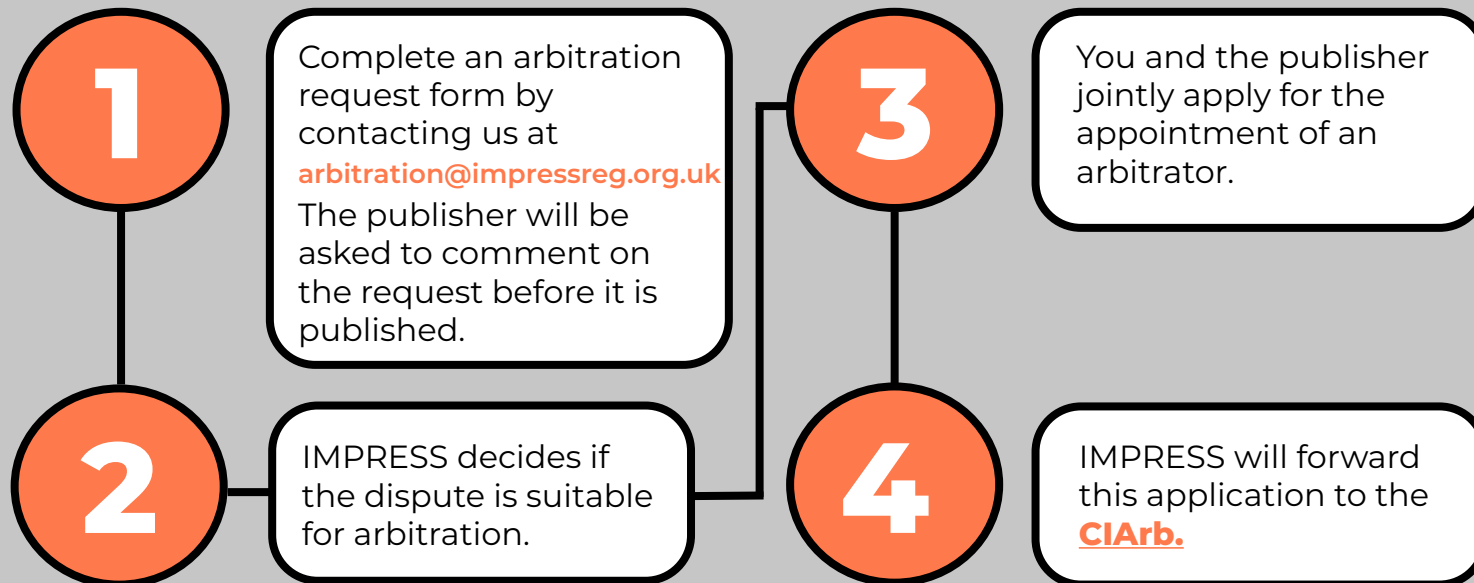 1
Complete an arbitration
request form by
contacting us at
arbitration@impressreg.org.uk
The publisher will be
asked to comment on
the request before it is
published.
2
IMPRESS decides if
the dispute is suitable
for arbitration.
3
You and the publisher
jointly apply for the
appointment of an
arbitrator.
4
IMPRESS will forward
this application to the
CIArb.